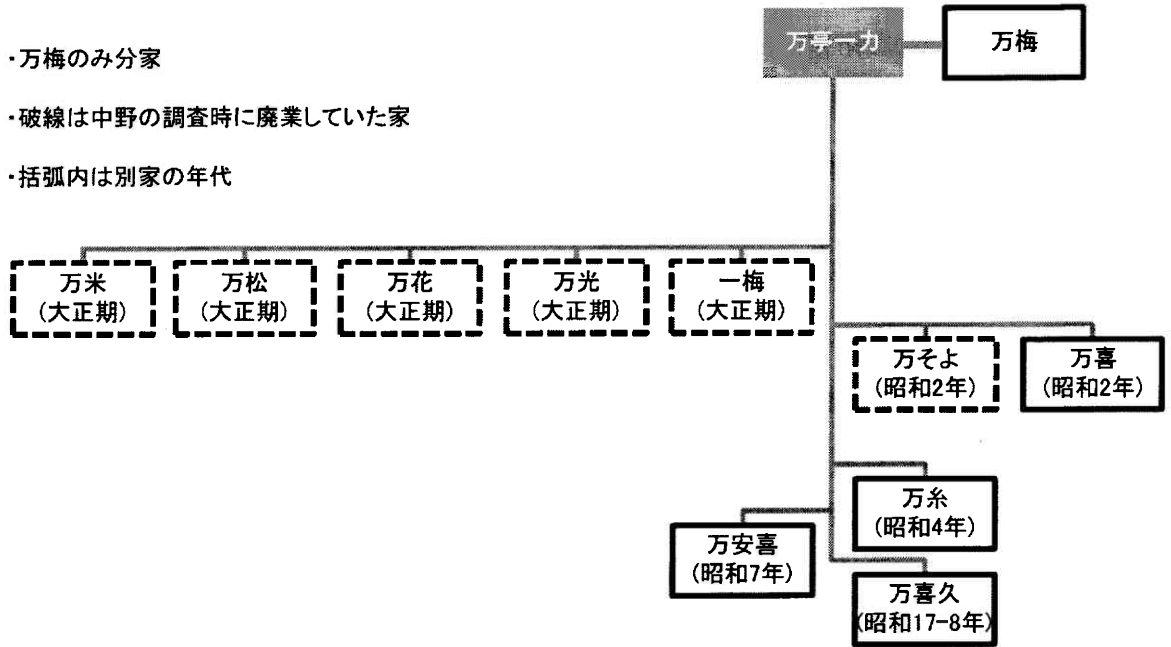 万亭一力
万梅
・万梅のみ分家
・破線は中野の調査時に廃業していた家
・括弧内は別家の年代
万米
(大正期)
万松
(大正期)
万花
(大正期)
万光
(大正期)
一梅
(大正期)
万そよ
(昭和2年)
万喜
(昭和2年)
万糸
(昭和4年)
万安喜
(昭和7年)
万喜久
(昭和17-8年)